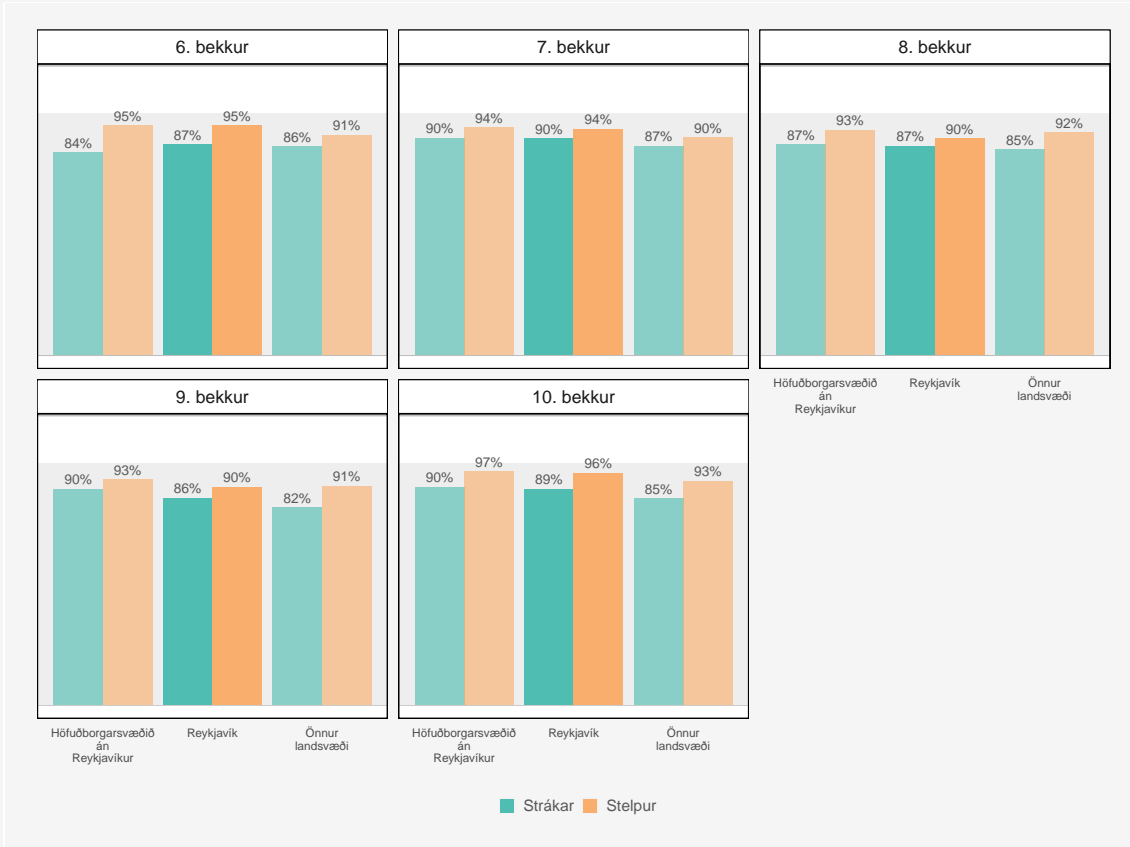 6. bekkur
7. bekkur
8. bekkur
84%
95%
87%
95%
86%
91%
90%
94%
90%
94%
87%
90%
87%
93%
87%
90%
85%
92%
Höfuðborgarsvæðið
án
Reykjavíkur
Reykjavík
Önnur
landsvæði
9. bekkur
10. bekkur
90%
93%
86%
90%
82%
91%
90%
97%
89%
96%
85%
93%
Höfuðborgarsvæðið
án
Reykjavíkur
Reykjavík
Önnur
landsvæði
Höfuðborgarsvæðið
án
Reykjavíkur
Reykjavík
Önnur
landsvæði
Strákar
Stelpur